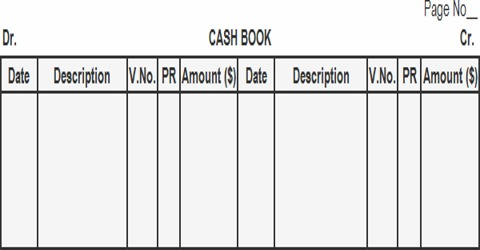 Page No__
Dr. CASH BOOK Cr.
Date Description V.No. PR Amount ($) Date Description V.No. PR Amount ($)